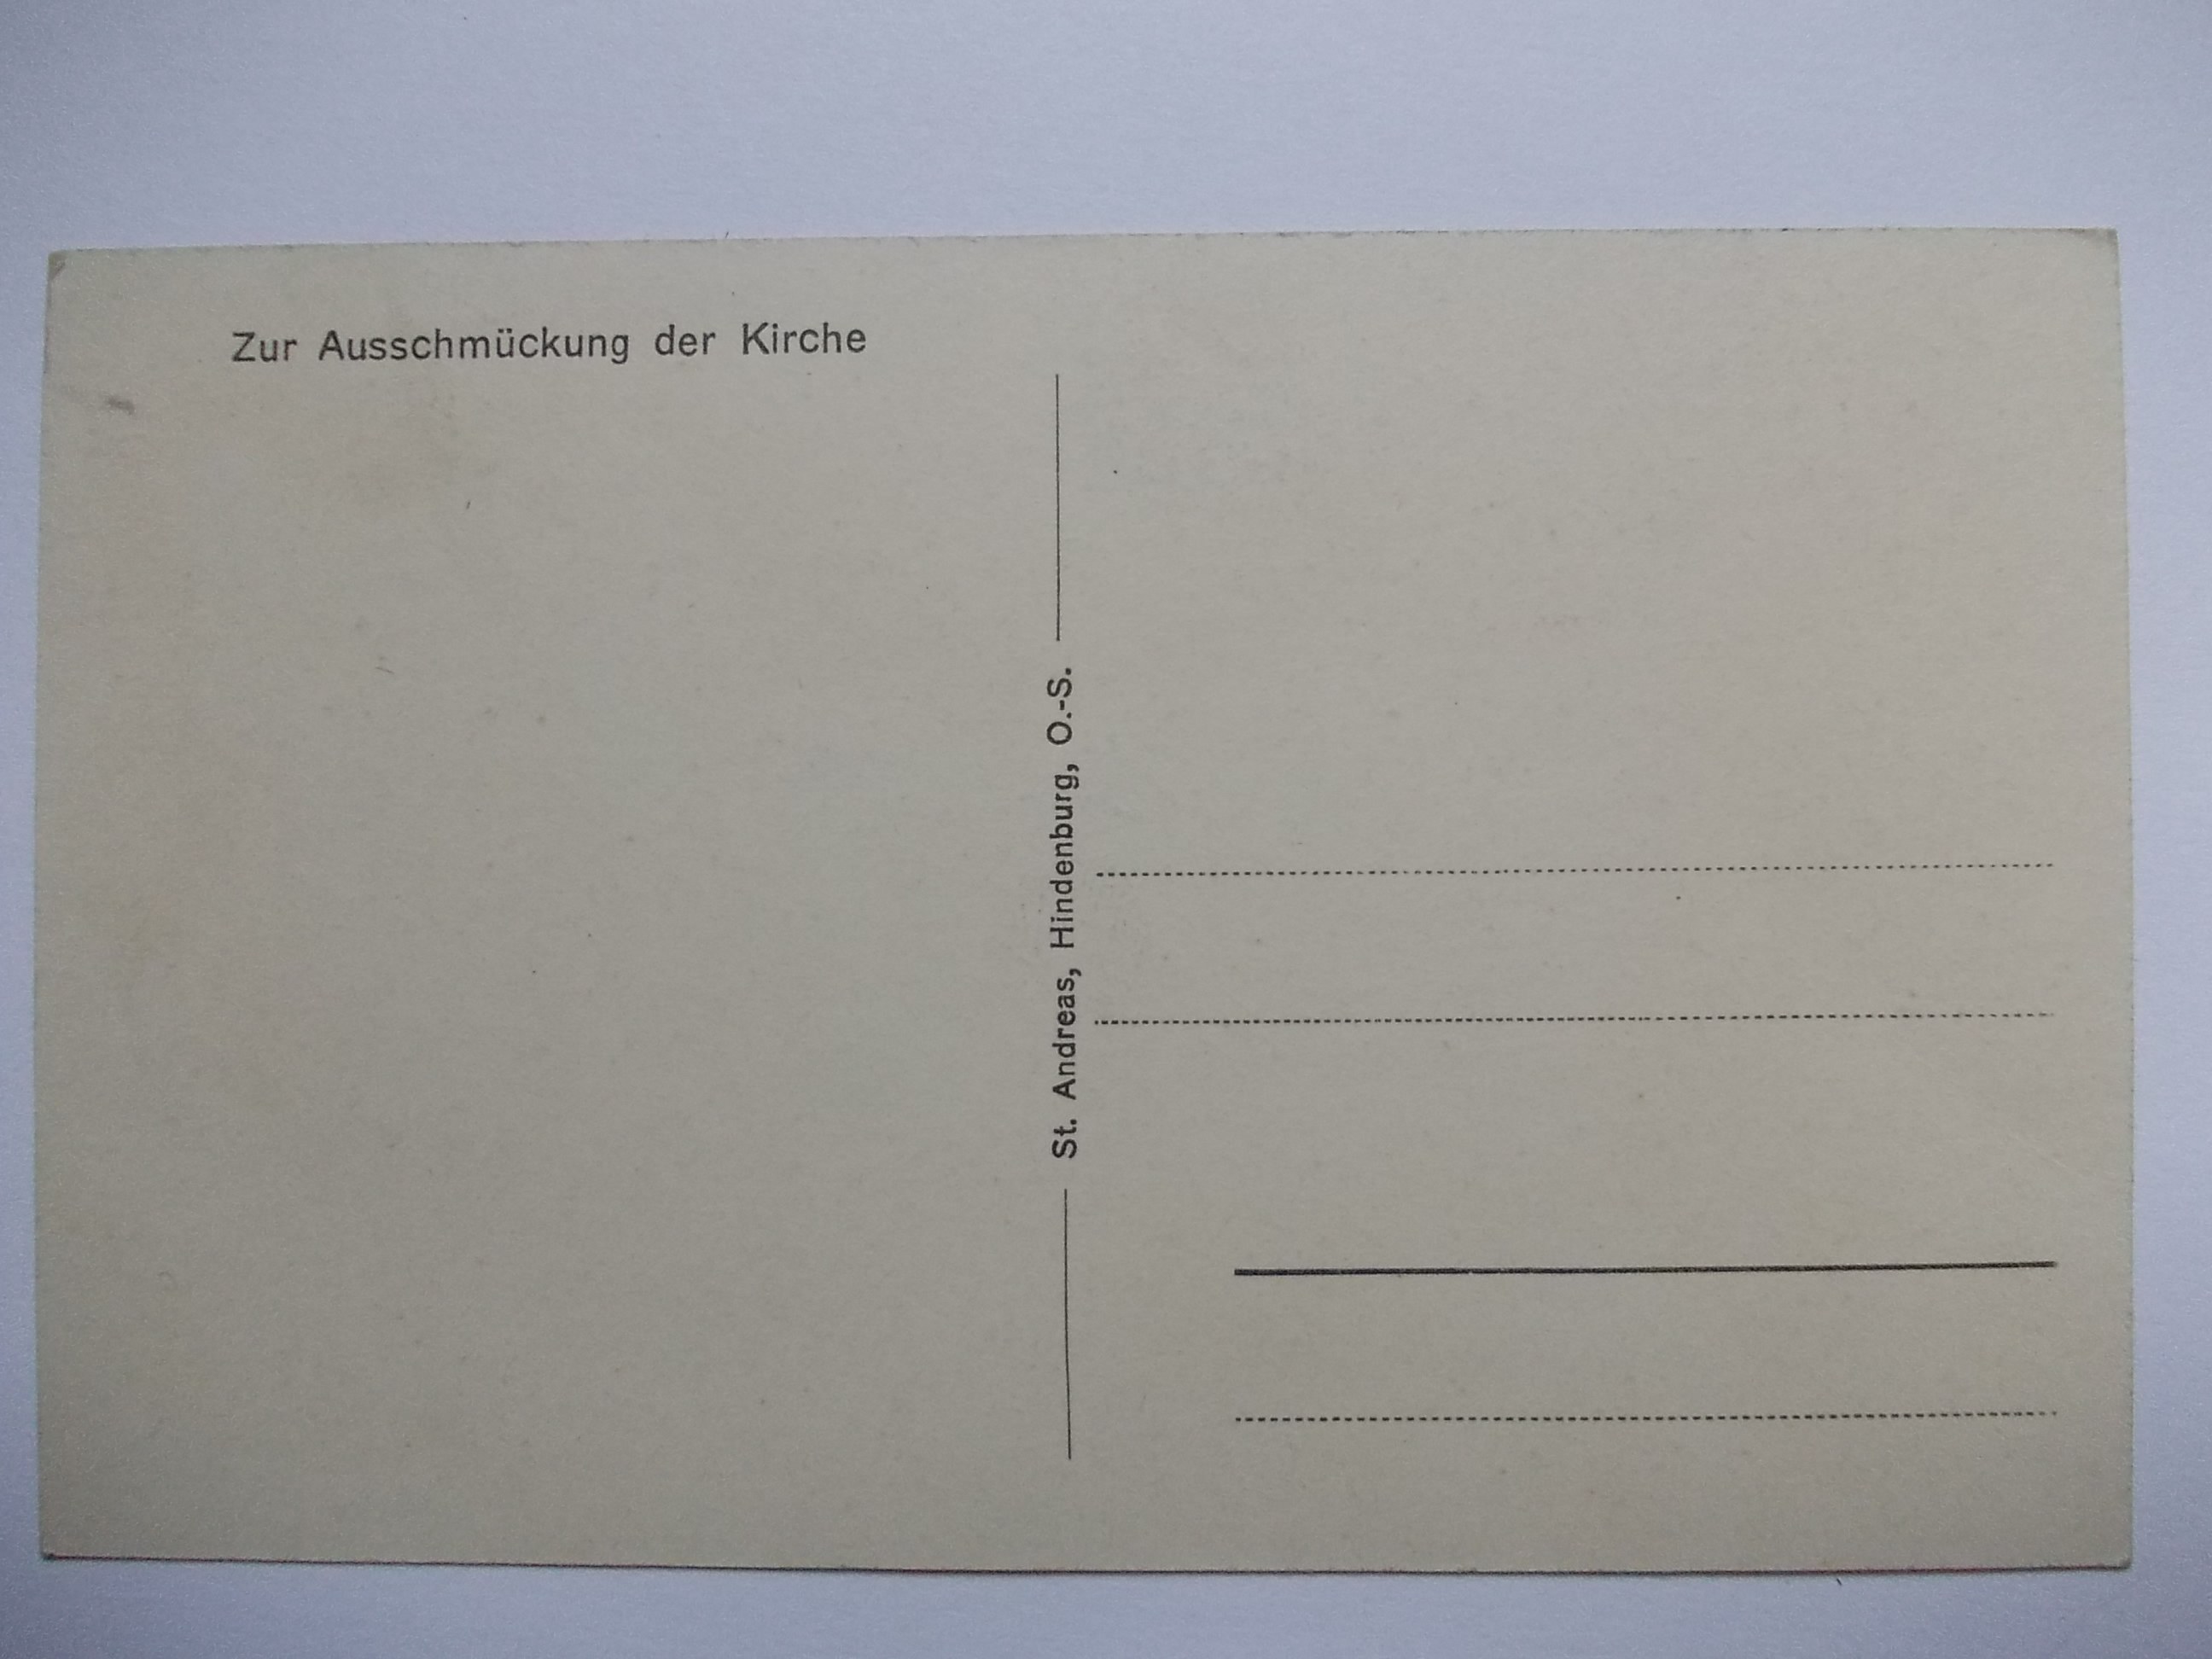 Zur Ausschmückung der Kirche
St. Andreas, Hindenburg, O.-S.